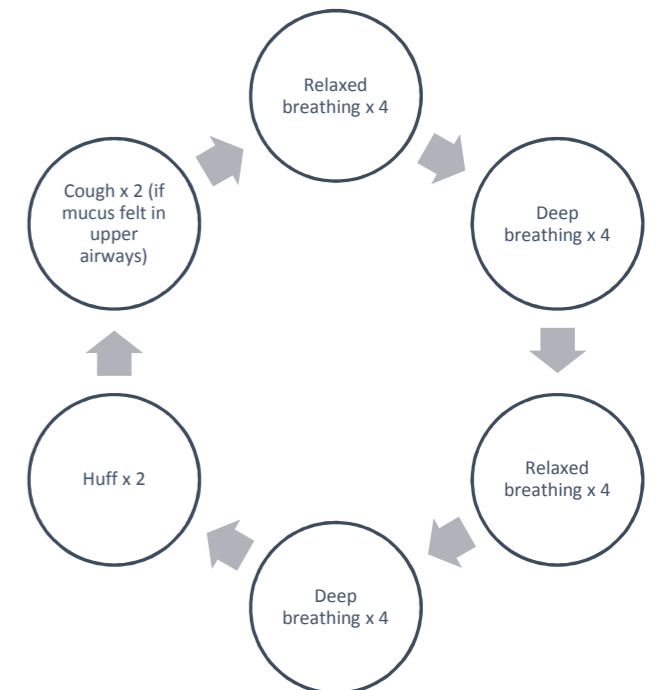 Relaxed
breathing x 4
Deep
breathing x 4
Relaxed
breathing x 4
Deep
breathing x 4
Huff x 2
Cough x 2 (if
mucus felt in
upper
airways)